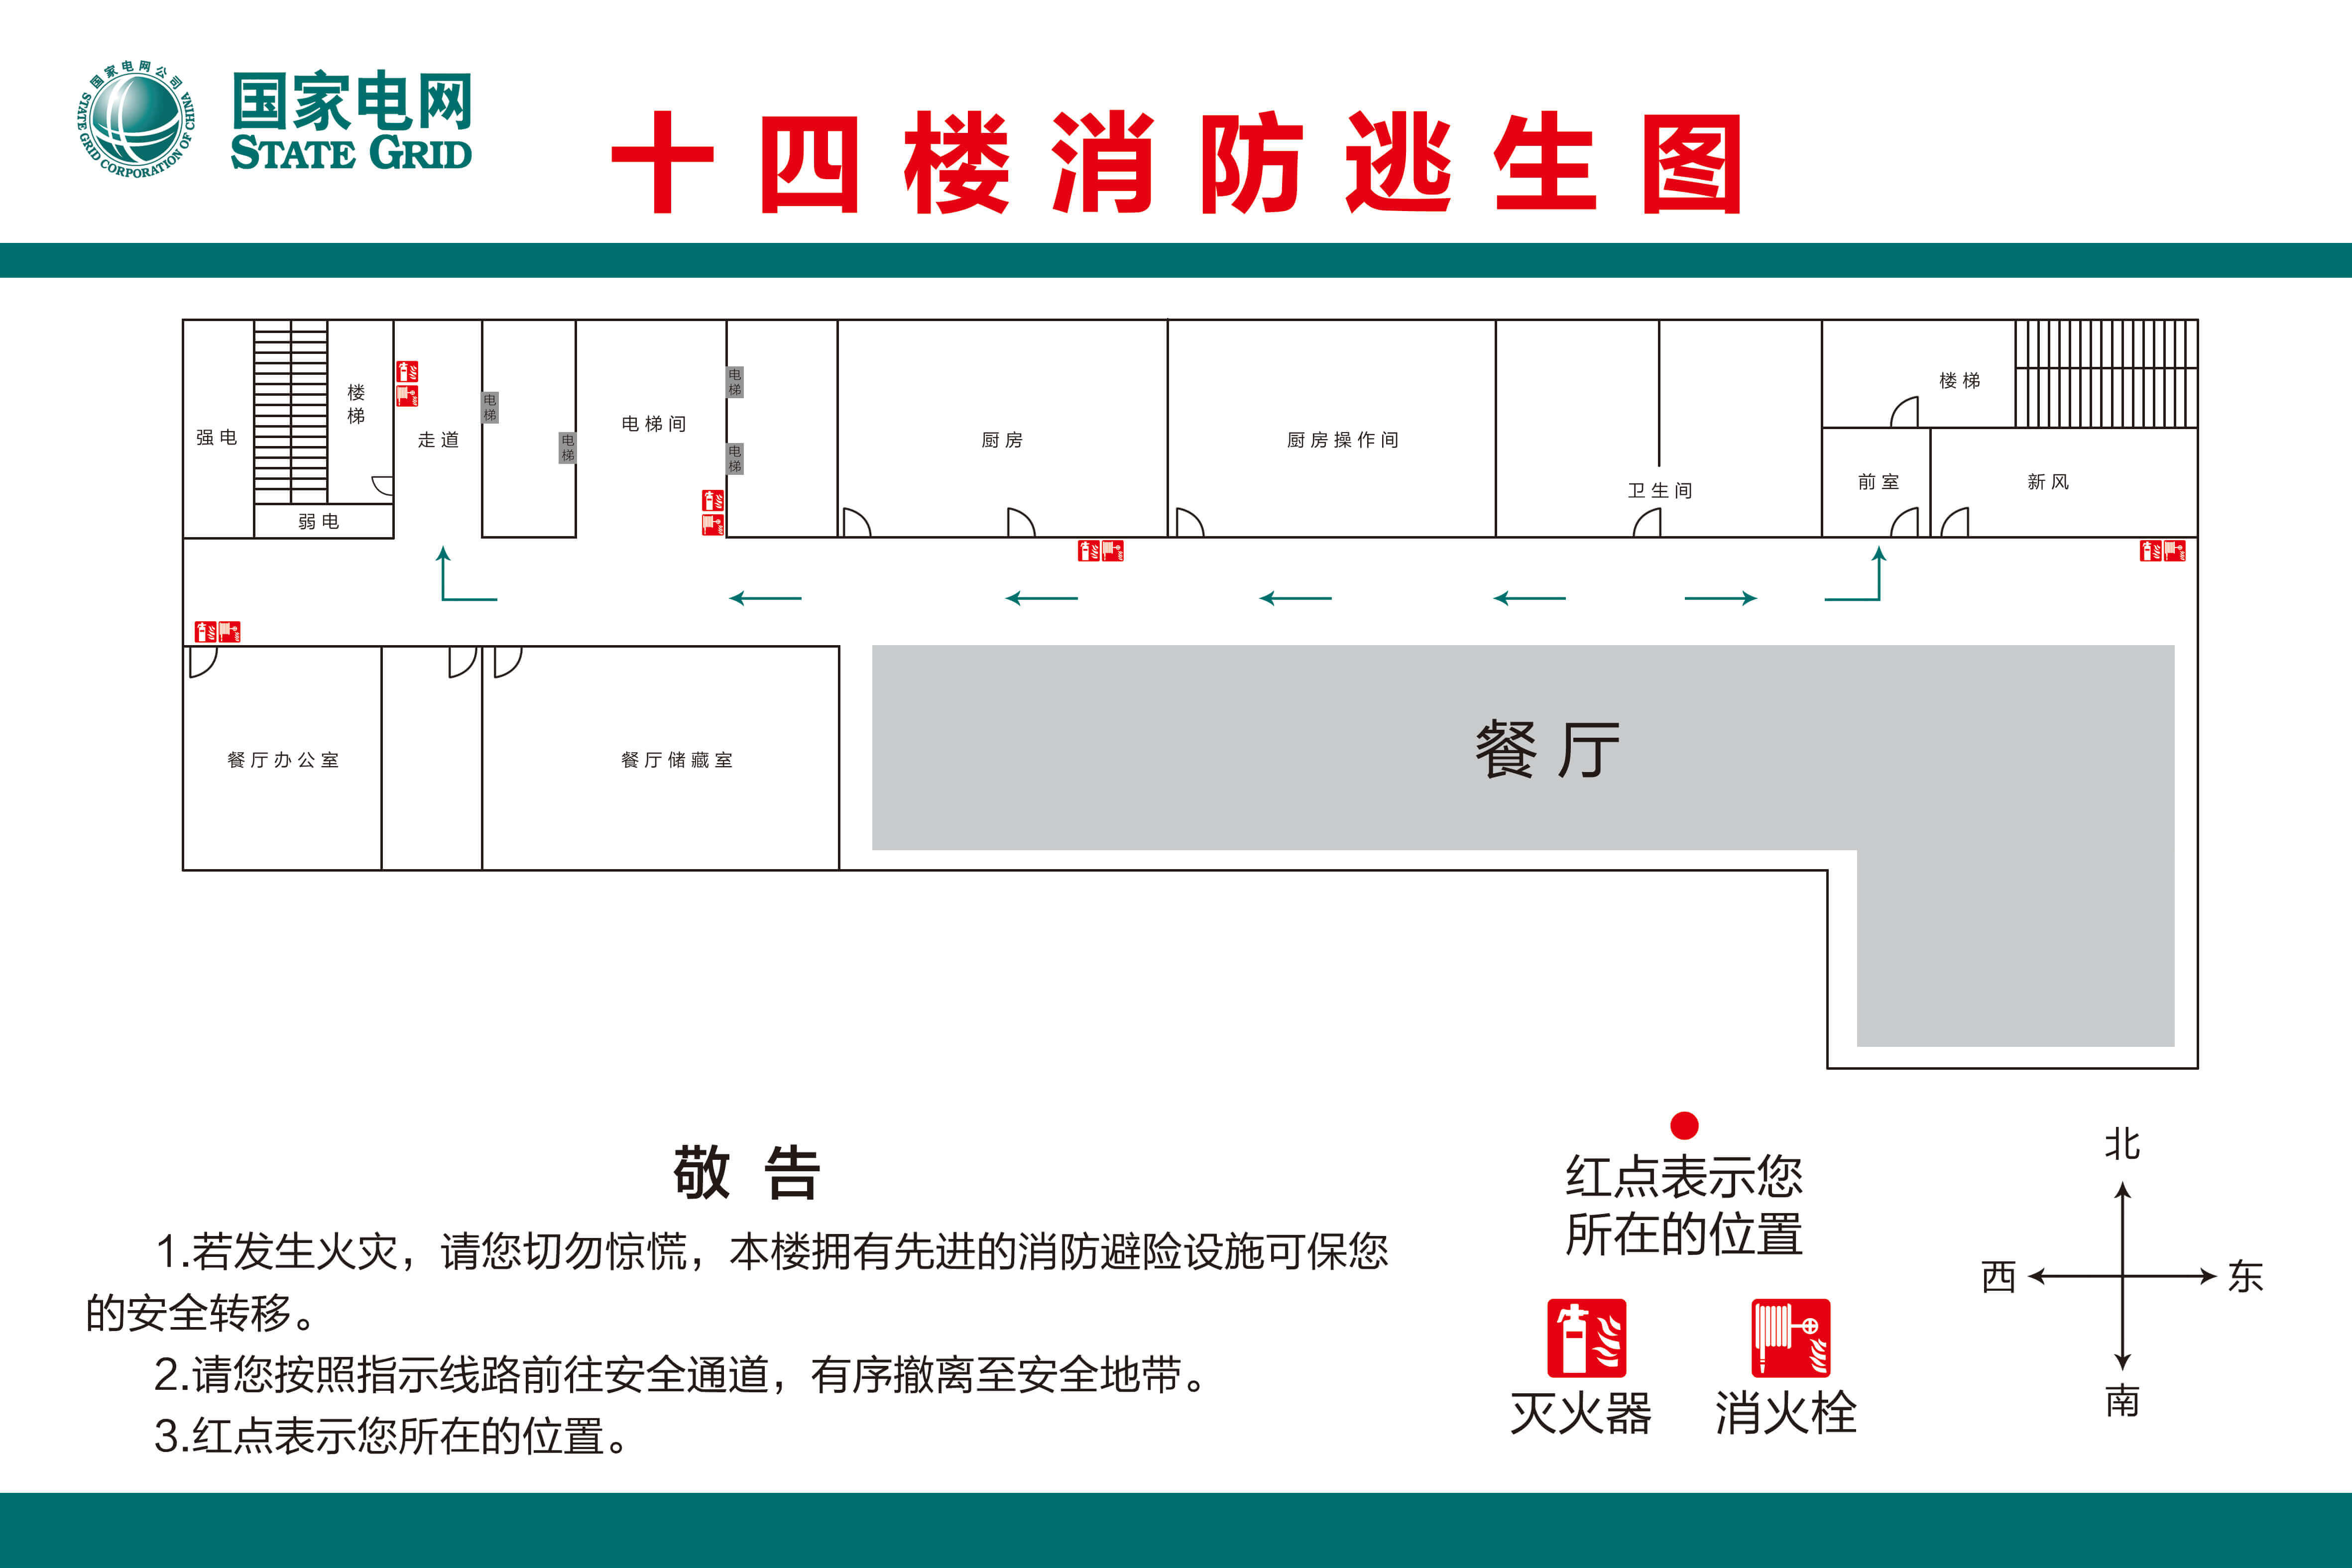 国家电网公司
STATE GRID CORPORATION OF CHINA
国家电网
STATE GRID
十四楼消防逃生图
强电
楼梯
弱电
走道
电梯
电梯
电梯间
电梯
电梯
厨房
厨房操作间
卫生间
楼梯
前室
新风
餐厅办公室
餐厅储藏室
餐厅
敬告
1.若发生火灾，请您切勿惊慌，本楼拥有先进的消防避险设施可保您
的安全转移。
2.请您按照指示线路前往安全通道，有序撤离至安全地带。
3.红点表示您所在的位置。
红点表示您
所在的位置
灭火器
消火栓
北
西
东
南